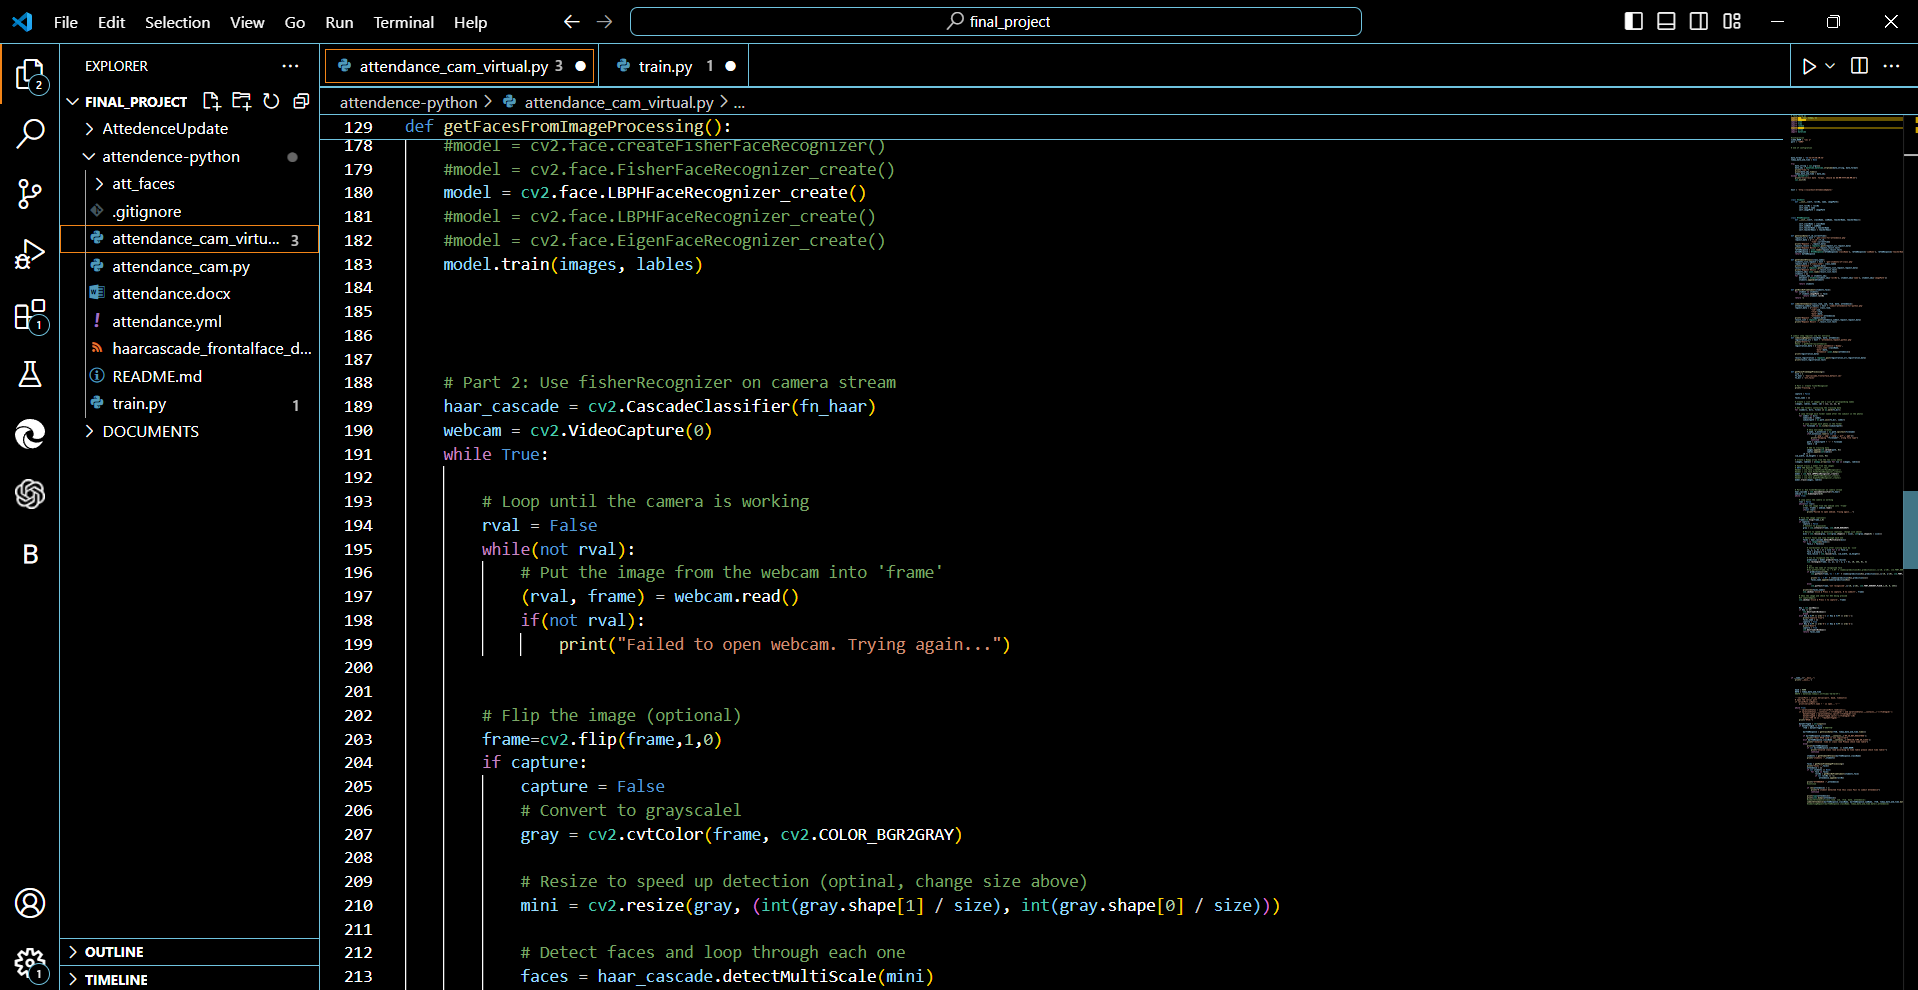 File Edit Selection View Go Run Terminal Help
final_project
EXPLORER
FINAL_PROJECT
AttedenceUpdate
attendence-python
att_faces
.gitignore
attendance_cam_virtu... 3
attendance_cam.py
attendance.docx
attendance.yml
haarcascade_frontalface_d...
README.md
train.py 1
DOCUMENTS
OUTLINE
TIMELINE
2
1
B
1
attendance_cam_virtual.py 3
train.py 1
attendence-python > attendance_cam_virtual.py > ...
129 def getFacesFromImageProcessing():
178 #model = cv2.face.createFisherFaceRecognizer()
179 #model = cv2.face.FisherFaceRecognizer_create()
180 model = cv2.face.LBPHFaceRecognizer_create()
181 #model = cv2.face.LBPHFaceRecognizer_create()
182 #model = cv2.face.EigenFaceRecognizer_create()
183 model.train(images, lables)
184
185
186
187
188 # Part 2: Use fisherRecognizer on camera stream
189 haar_cascade = cv2.CascadeClassifier(fn_haar)
190 webcam = cv2.VideoCapture(0)
191 while True:
192
193 # Loop until the camera is working
194 rval = False
195 while(not rval):
196 # Put the image from the webcam into 'frame'
197 (rval, frame) = webcam.read()
198 if(not rval):
199 print("Failed to open webcam. Trying again...")
200
201
202 # Flip the image (optional)
203 frame=cv2.flip(frame,1,0)
204 if capture:
205 capture = False
206 # Convert to grayscalel
207 gray = cv2.cvtColor(frame, cv2.COLOR_BGR2GRAY)
208
209 # Resize to speed up detection (optinal, change size above)
210 mini = cv2.resize(gray, (int(gray.shape[1] / size), int(gray.shape[0] / size)))
211
212 # Detect faces and loop through each one
213 faces = haar_cascade.detectMultiScale(mini)